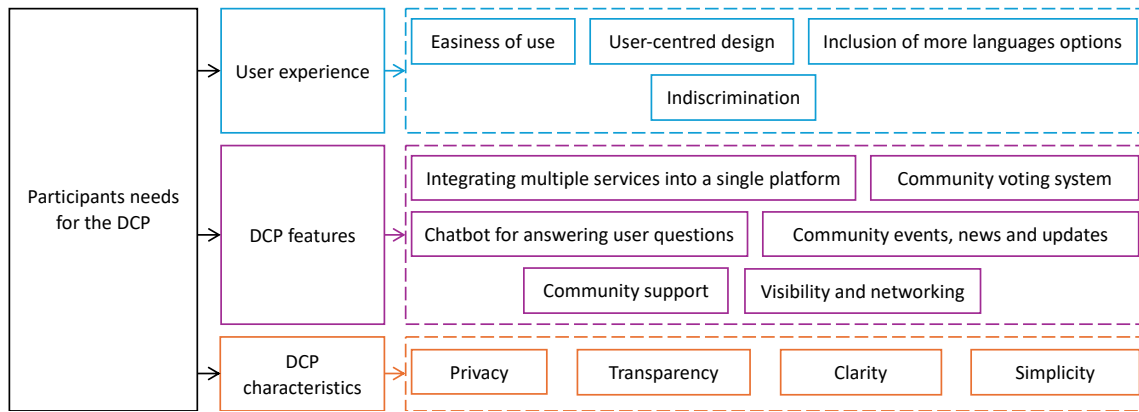 Participants needs
for the DCP
User experience
Easiness of use
User-centred design
Inclusion of more languages options
Indiscrimination
DCP features
Integrating multiple services into a single platform
Community voting system
Chatbot for answering user questions
Community events, news and updates
Community support
Visibility and networking
DCP
characteristics
Privacy
Transparency
Clarity
Simplicity